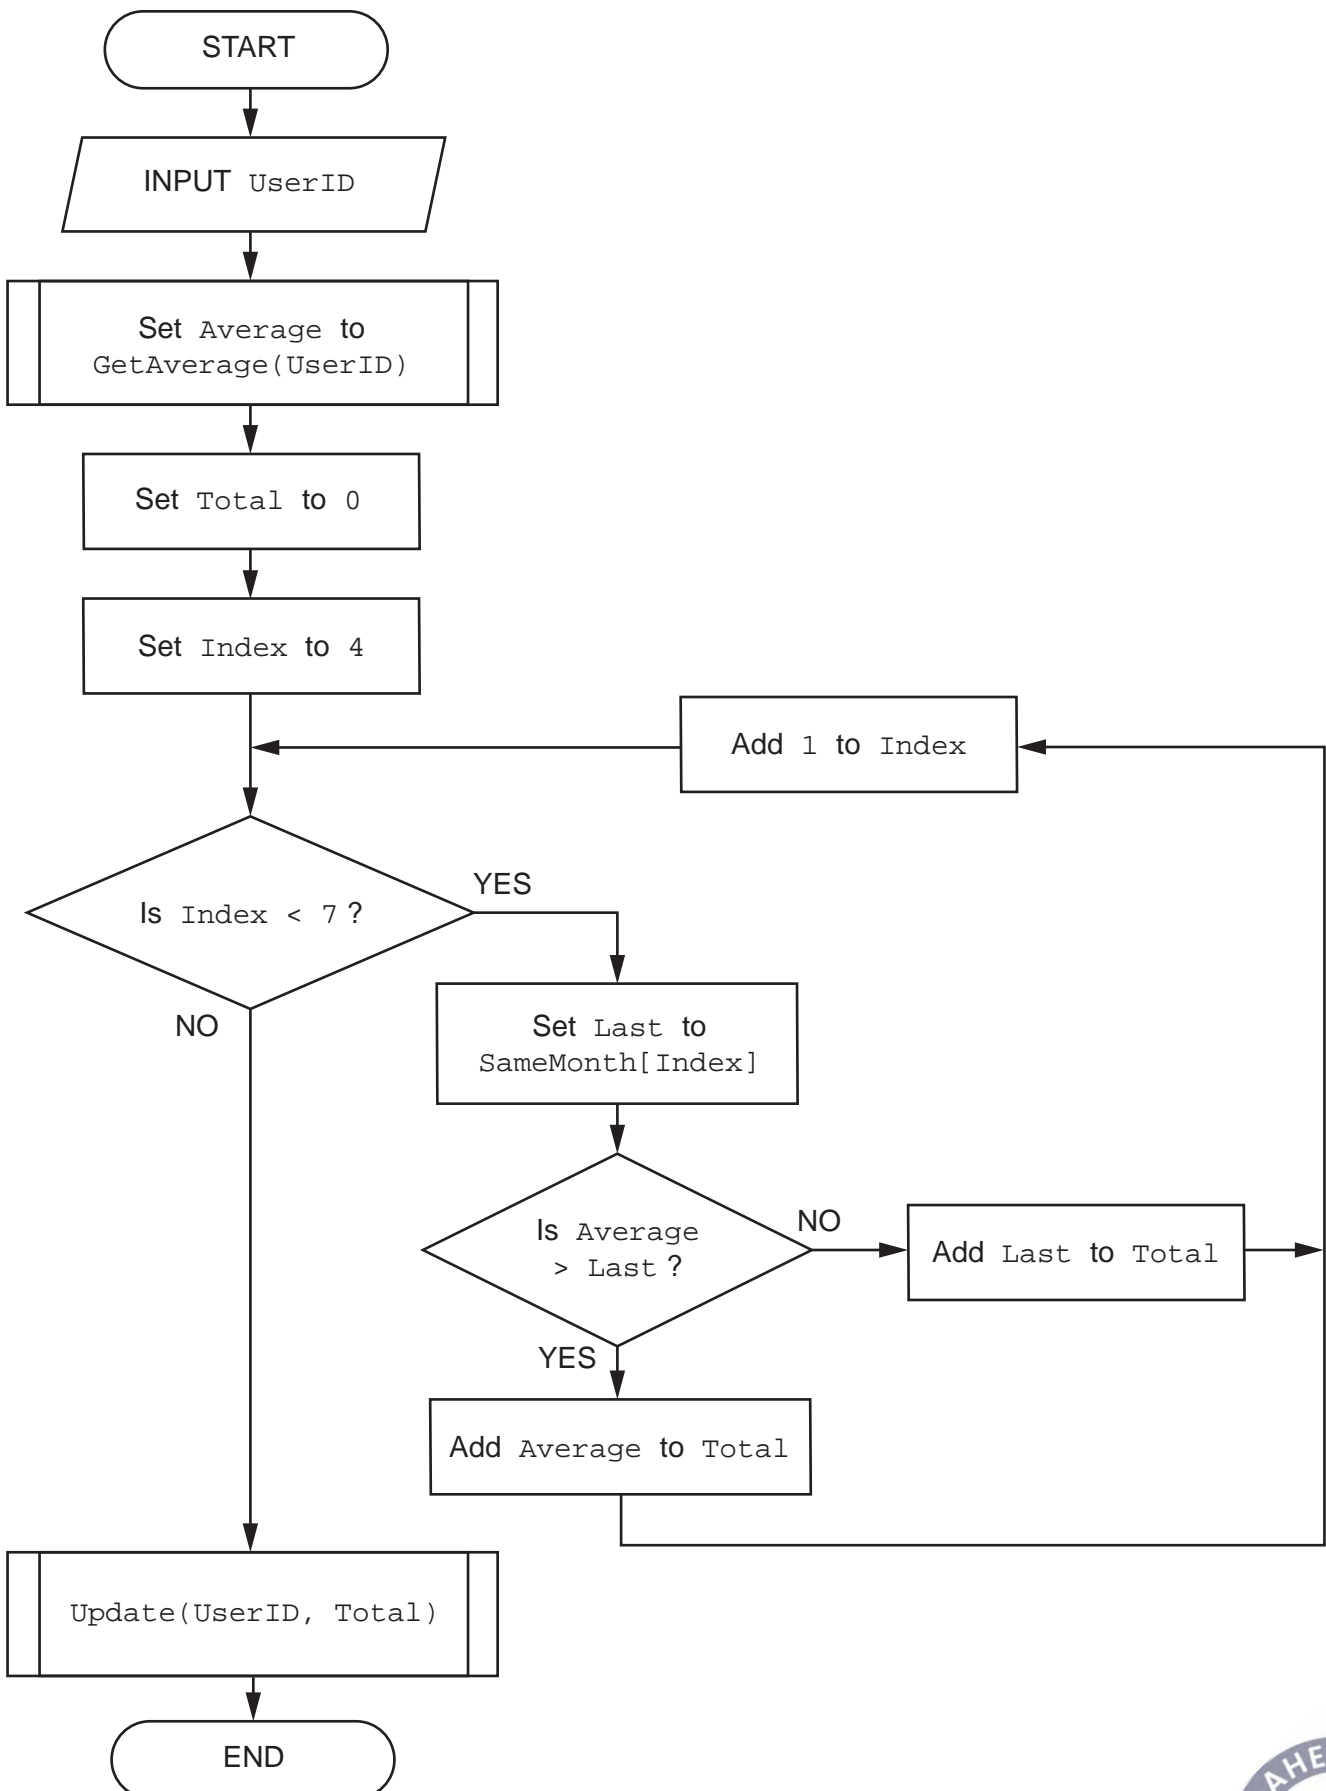 START
INPUT UserID
Set Average to
GetAverage(UserID)
Set Total to 0
Set Index to 4
Add 1 to Index
Is Index < 7 ?
YES
NO
Set Last to
SameMonth[Index]
Is Average
> Last ?
NO
YES
Add Last to Total
Add Average to Total
Update(UserID, Total)
END